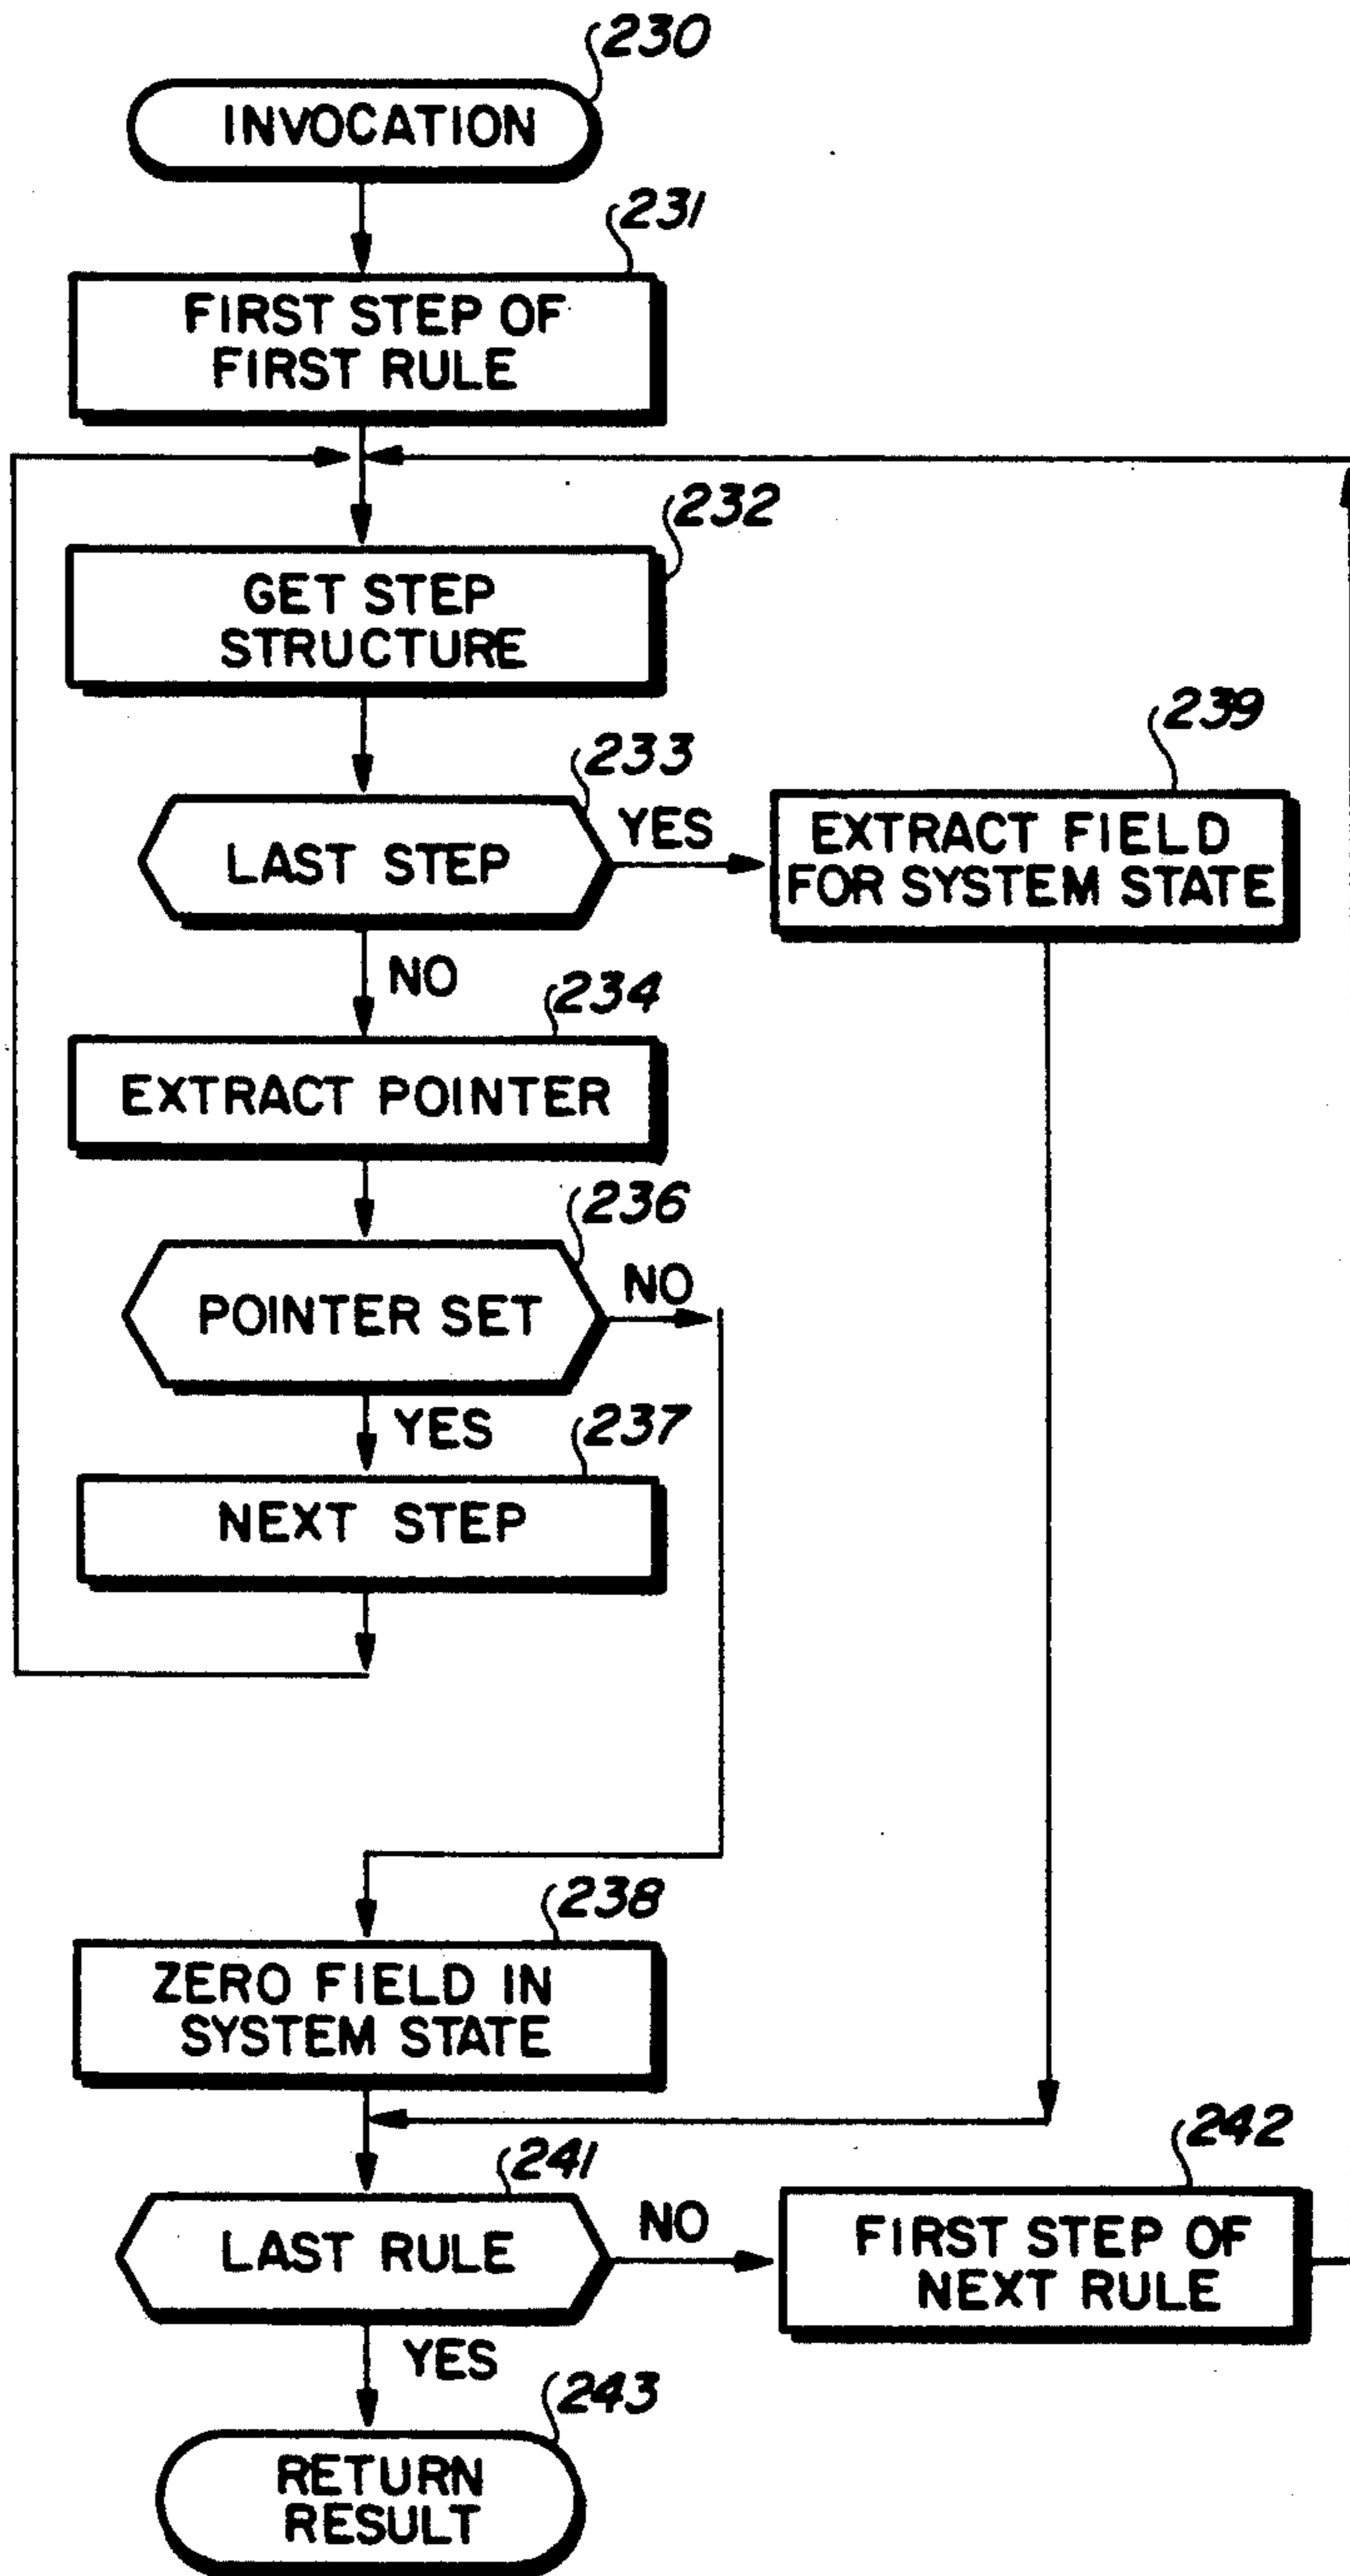 230
INVOCATION
231
FIRST STEP OF
FIRST RULE
232
GET STEP
STRUCTURE
233
LAST STEP
YES
239
EXTRACT FIELD
FOR SYSTEM STATE
NO
234
EXTRACT POINTER
236
POINTER SET
NO
YES
237
NEXT STEP
238
ZERO FIELD IN
SYSTEM STATE
241
LAST RULE
NO
242
FIRST STEP OF
NEXT RULE
YES
243
RETURN
RESULT